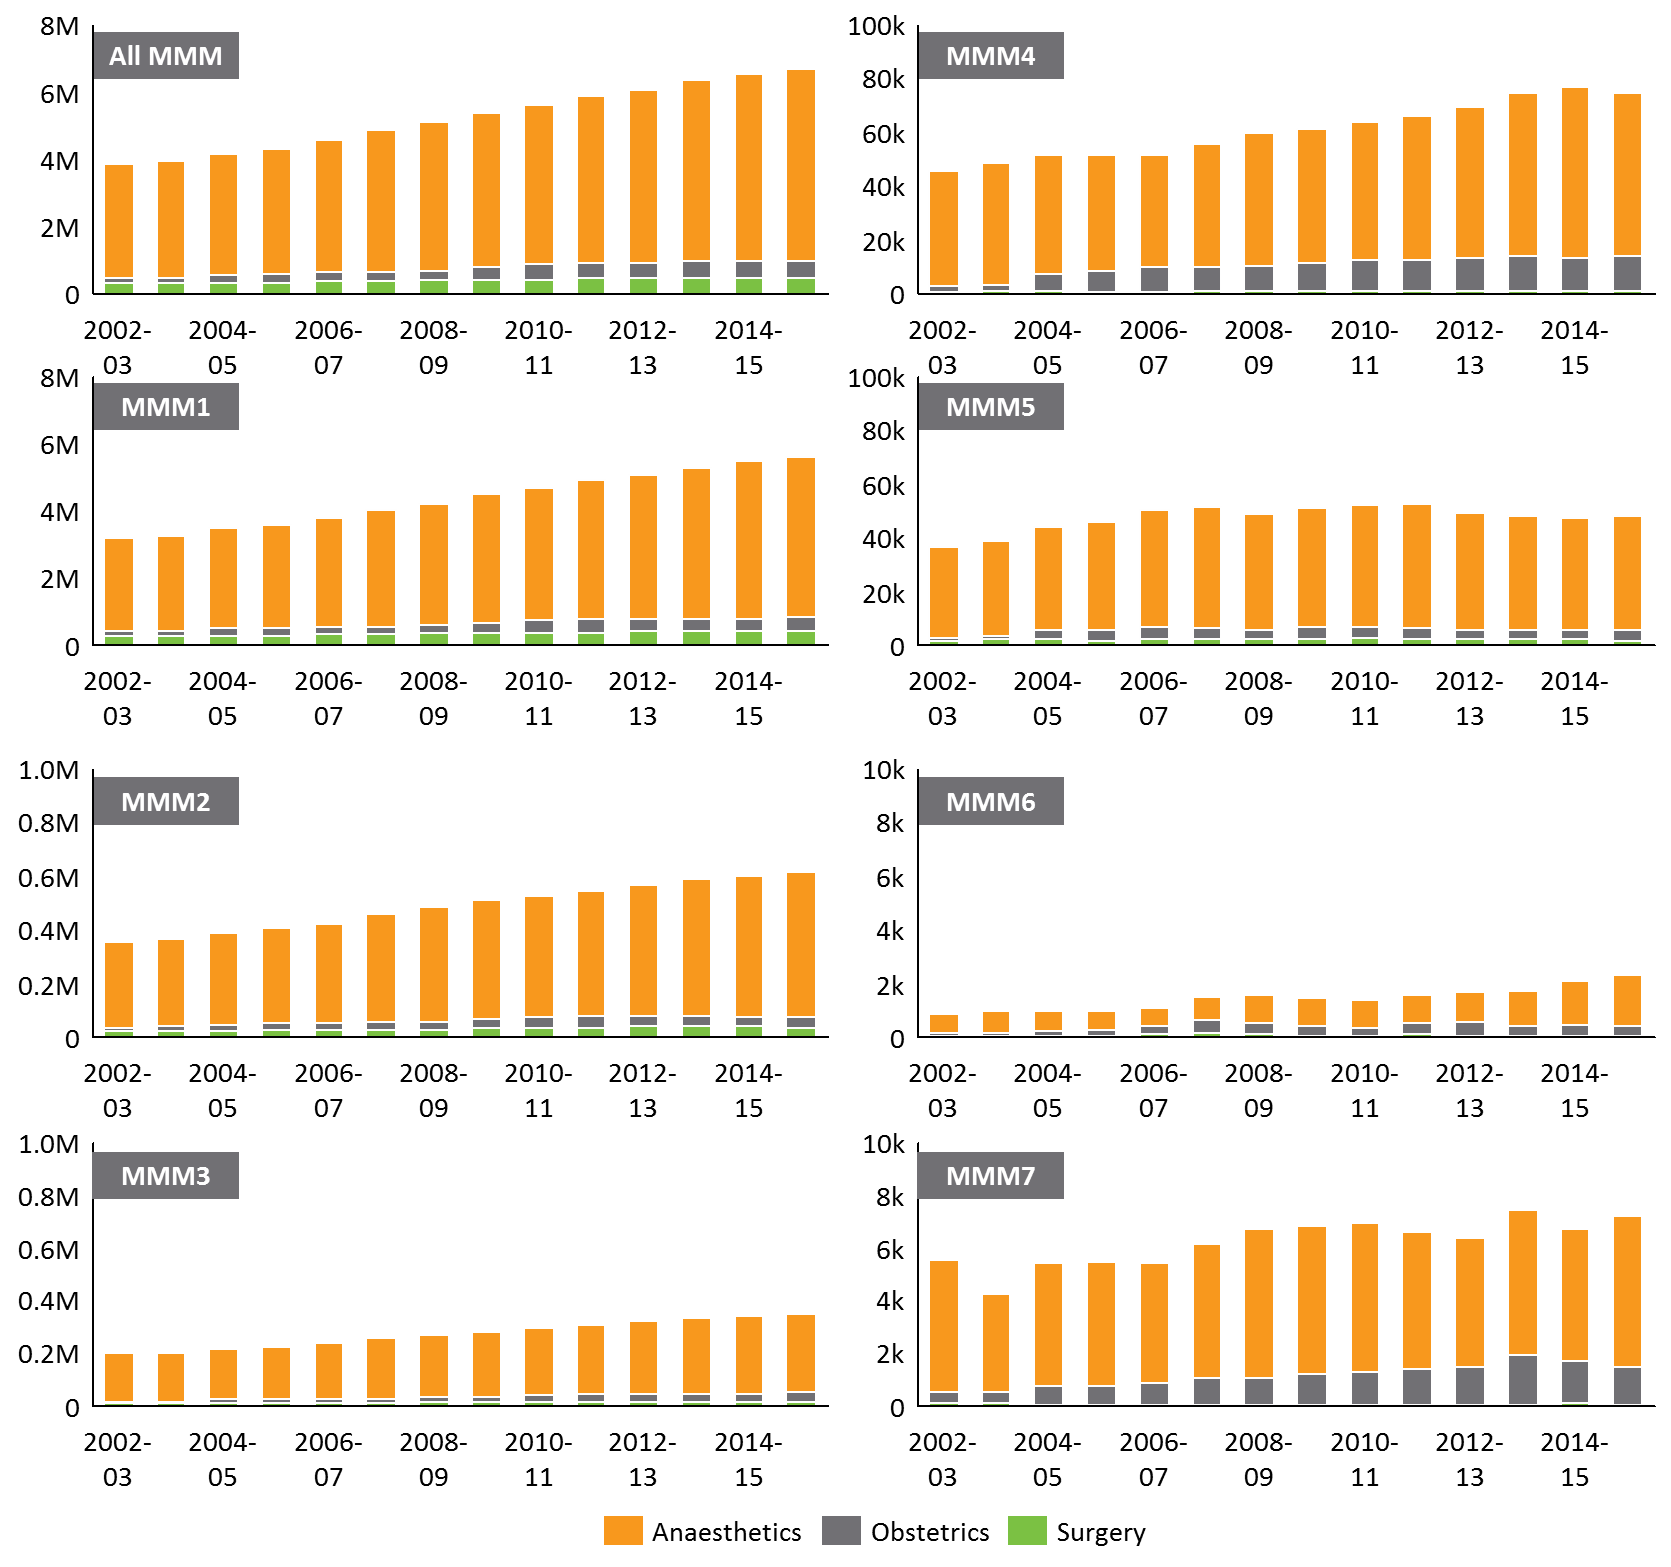 All MMM
8M
6M
4M
2M
0
2002-03 2004-05 2006-07 2008-09 2010-11 2012-13 2014-15
MMM4
100k
80k
60k
40k
20k
0
2002-03 2004-05 2006-07 2008-09 2010-11 2012-13 2014-15
MMM1
8M
6M
4M
2M
0
2002-03 2004-05 2006-07 2008-09 2010-11 2012-13 2014-15
MMM5
100k
80k
60k
40k
20k
0
2002-03 2004-05 2006-07 2008-09 2010-11 2012-13 2014-15
MMM2
1.0M
0.8M
0.6M
0.4M
0.2M
0
2002-03 2004-05 2006-07 2008-09 2010-11 2012-13 2014-15
MMM6
10k
8k
6k
4k
2k
0
2002-03 2004-05 2006-07 2008-09 2010-11 2012-13 2014-15
MMM3
1.0M
0.8M
0.6M
0.4M
0.2M
0
2002-03 2004-05 2006-07 2008-09 2010-11 2012-13 2014-15
MMM7
10k
8k
6k
4k
2k
0
2002-03 2004-05 2006-07 2008-09 2010-11 2012-13 2014-15
Anaesthetics Obstetrics Surgery